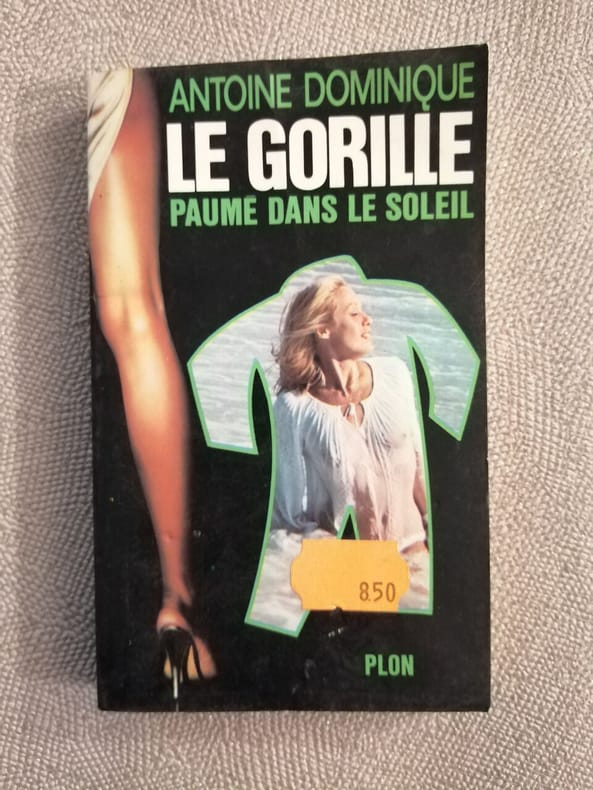 ANTOINE DOMINIQUE
LE GORILLE
PAUME DANS LE SOLEIL
8.50
PLON